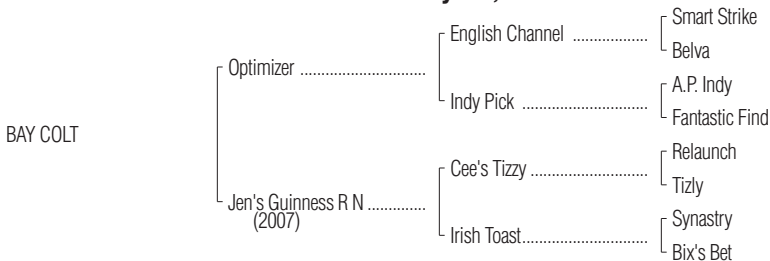 Smart Strike
English Channel ....................
Belva
Optimizer ................................
A.P. Indy
Indy Pick ................................
Fantastic Find
BAY COLT
Relaunch
Cee's Tizzy ..............................
Tizly
Jen's Guinness R N ...............
(2007)
Synastry
Irish Toast................................
Bix's Bet